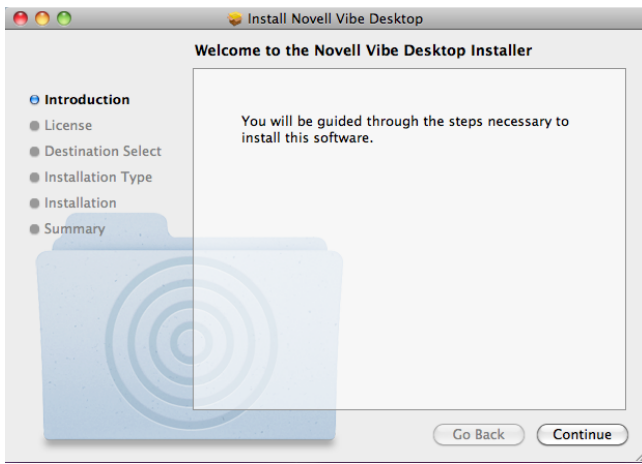 Install Novell Vibe Desktop
Welcome to the Novell Vibe Desktop Installer
Introduction
License
Destination Select
Installation Type
Installation
Summary
You will be guided through the steps necessary to
install this software.
Go Back
Continue